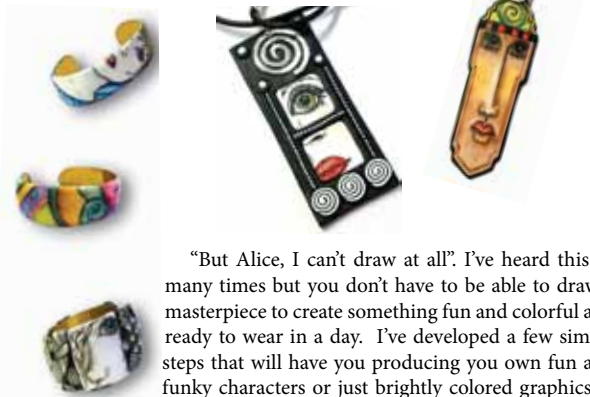 “But Alice, I can’t draw at all”. I’ve heard this
many times but you don’t have to be able to draw
masterpiece to create something fun and colorful a
ready to wear in a day.  I’ve developed a few sim
steps that will have you producing you own fun a
funky characters or just brightly colored graphics